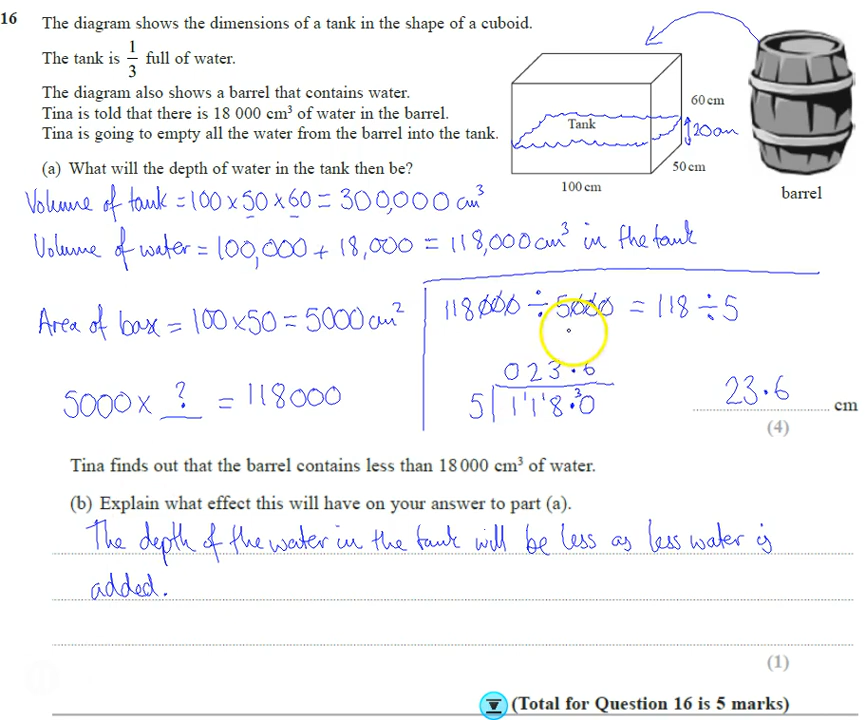 16 The diagram shows the dimensions of a tank in the shape of a cuboid.
The tank is 1/3 full of water.
The diagram also shows a barrel that contains water.
Tina is told that there is 18 000 cm³ of water in the barrel.
Tina is going to empty all the water from the barrel into the tank.
Tank
60 cm
20cm
50 cm
100 cm
barrel
(a) What will the depth of water in the tank then be?
Volume of tank = 100 × 50 × 60 = 300,000 cm³
Volume of water = 100,000 + 18,000 = 118,000 cm³ in the tank
Area of base = 100 × 50 = 5000 cm²
5000 × ? = 118000
118000 ÷ 5000 = 118 ÷ 5
023.6
5 1¹1¹8.³0
23.6 cm
(4)
Tina finds out that the barrel contains less than 18 000 cm³ of water.
(b) Explain what effect this will have on your answer to part (a).
The depth of the water in the tank will be less as less water is
added.
(1)
(Total for Question 16 is 5 marks)